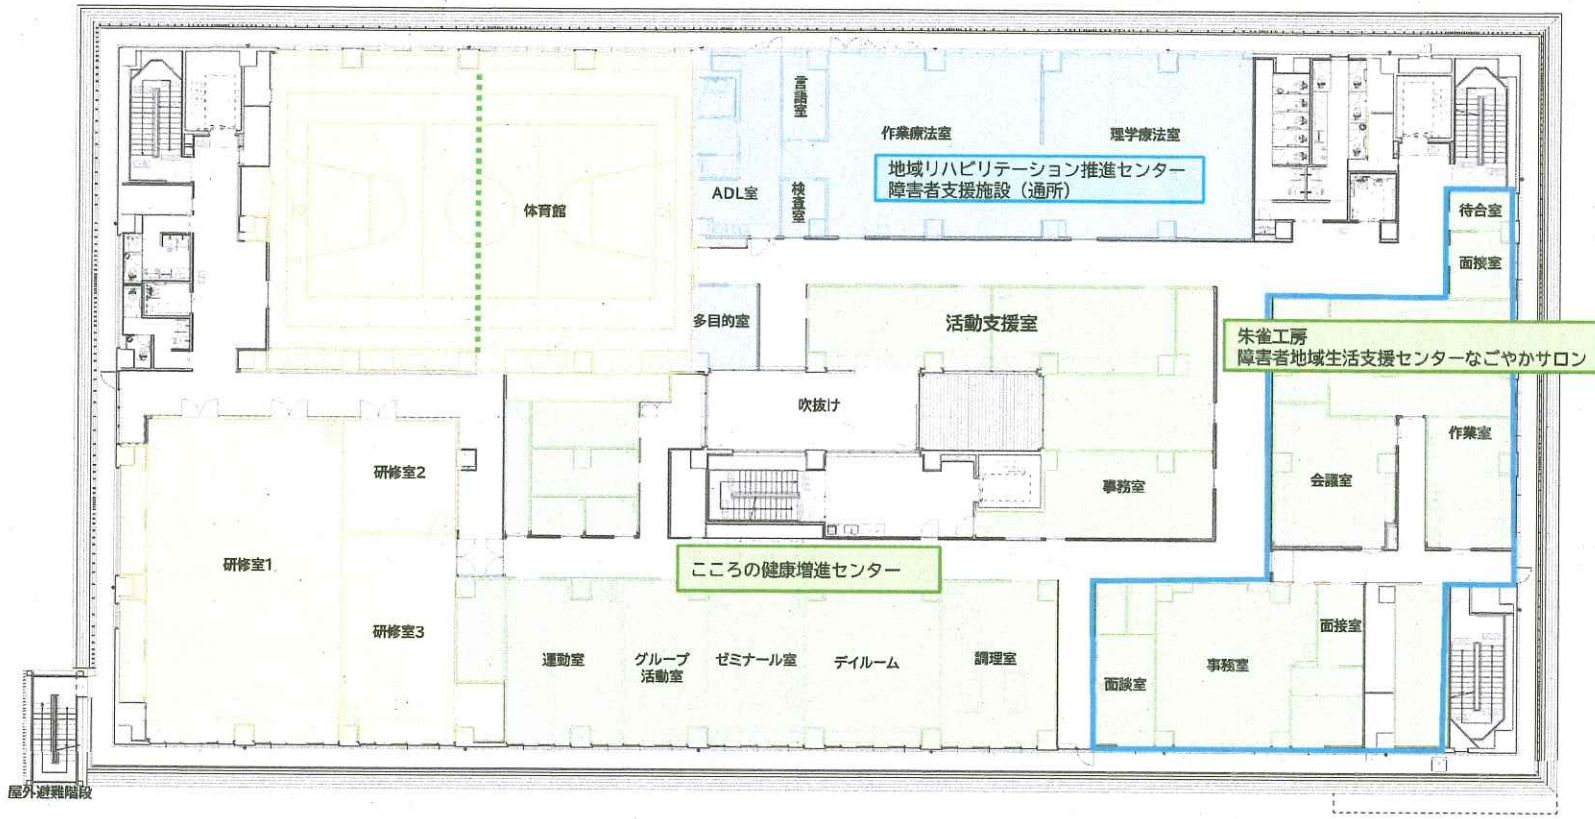 言語室
作業療法室
理学療法室
地域リハビリテーション推進センター
障害者支援施設（通所）
ADL室
検査室
体育館
待合室
面接室
多目的室
活動支援室
朱雀工房
障害者地域生活支援センターなごやかサロン
吹抜け
作業室
研修室2
会議室
事務室
研修室1
こころの健康増進センター
研修室3
運動室
グループ
活動室
ゼミナール室
デイルーム
調理室
面談室
事務室
面接室
屋外避難階段